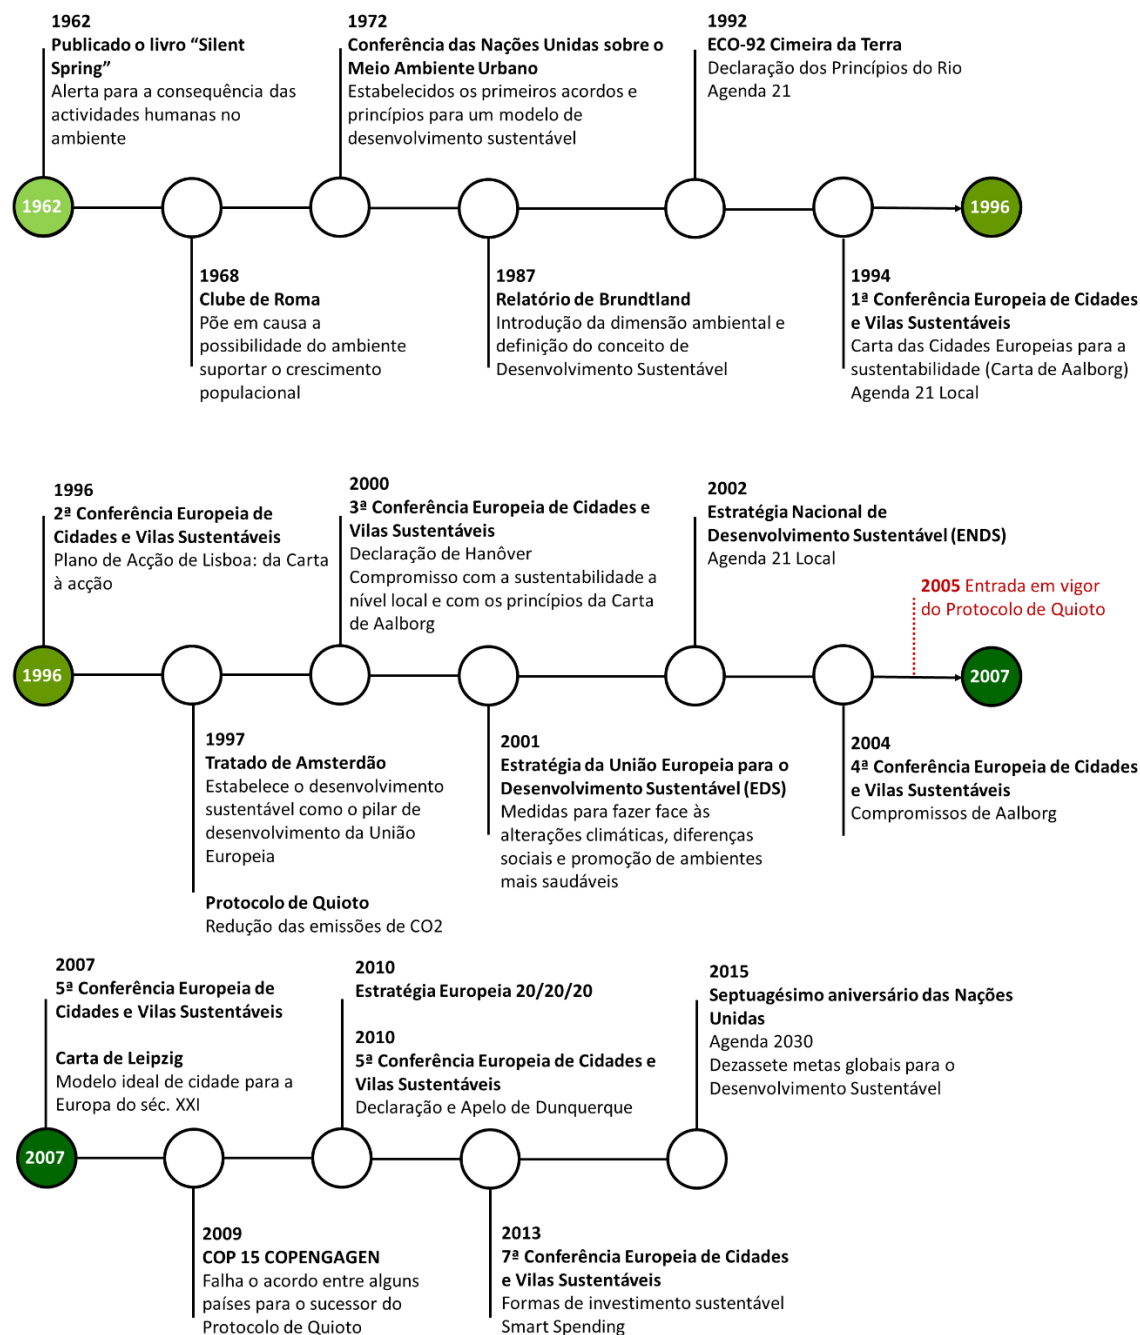 1962
Publicado o livro “Silent
Spring”
Alerta para a consequência das
actividades humanas no
ambiente
1972
Conferência das Nações Unidas sobre o
Meio Ambiente Urbano
Estabelecidos os primeiros acordos e
princípios para um modelo de
desenvolvimento sustentável
1992
ECO-92 Cimeira da Terra
Declaração dos Princípios do Rio
Agenda 21
1962
1996
1968
Clube de Roma
Põe em causa a
possibilidade do ambiente
suportar o crescimento
populacional
1987
Relatório de Brundtland
Introdução da dimensão ambiental e
definição do conceito de
Desenvolvimento Sustentável
1994
1ª Conferência Europeia de Cidades
e Vilas Sustentáveis
Carta das Cidades Europeias para a
sustentabilidade (Carta de Aalborg)
Agenda 21 Local
1996
2ª Conferência Europeia de
Cidades e Vilas Sustentáveis
Plano de Acção de Lisboa: da Carta
à acção
2000
3ª Conferência Europeia de Cidades e
Vilas Sustentáveis
Declaração de Hanôver
Compromisso com a sustentabilidade a
nível local e com os princípios da Carta
de Aalborg
2002
Estratégia Nacional de
Desenvolvimento Sustentável (ENDS)
Agenda 21 Local
2005 Entrada em vigor
do Protocolo de Quioto
1996
2007
1997
Tratado de Amsterdão
Estabelece o desenvolvimento
sustentável como o pilar de
desenvolvimento da União
Europeia
Protocolo de Quioto
Redução das emissões de CO2
2001
Estratégia da União Europeia para o
Desenvolvimento Sustentável (EDS)
Medidas para fazer face às
alterações climáticas, diferenças
sociais e promoção de ambientes
mais saudáveis
2004
4ª Conferência Europeia de Cidades
e Vilas Sustentáveis
Compromissos de Aalborg
2007
5ª Conferência Europeia de
Cidades e Vilas Sustentáveis
Carta de Leipzig
Modelo ideal de cidade para a
Europa do séc. XXI
2010
Estratégia Europeia 20/20/20
2010
5ª Conferência Europeia de Cidades e
Vilas Sustentáveis
Declaração e Apelo de Dunquerque
2015
Septuagésimo aniversário das Nações
Unidas
Agenda 2030
Dezassete metas globais para o
Desenvolvimento Sustentável
2007
2009
COP 15 COPENGAGEN
Falha o acordo entre alguns
países para o sucessor do
Protocolo de Quioto
2013
7ª Conferência Europeia de Cidades
e Vilas Sustentáveis
Formas de investimento sustentável
Smart Spending